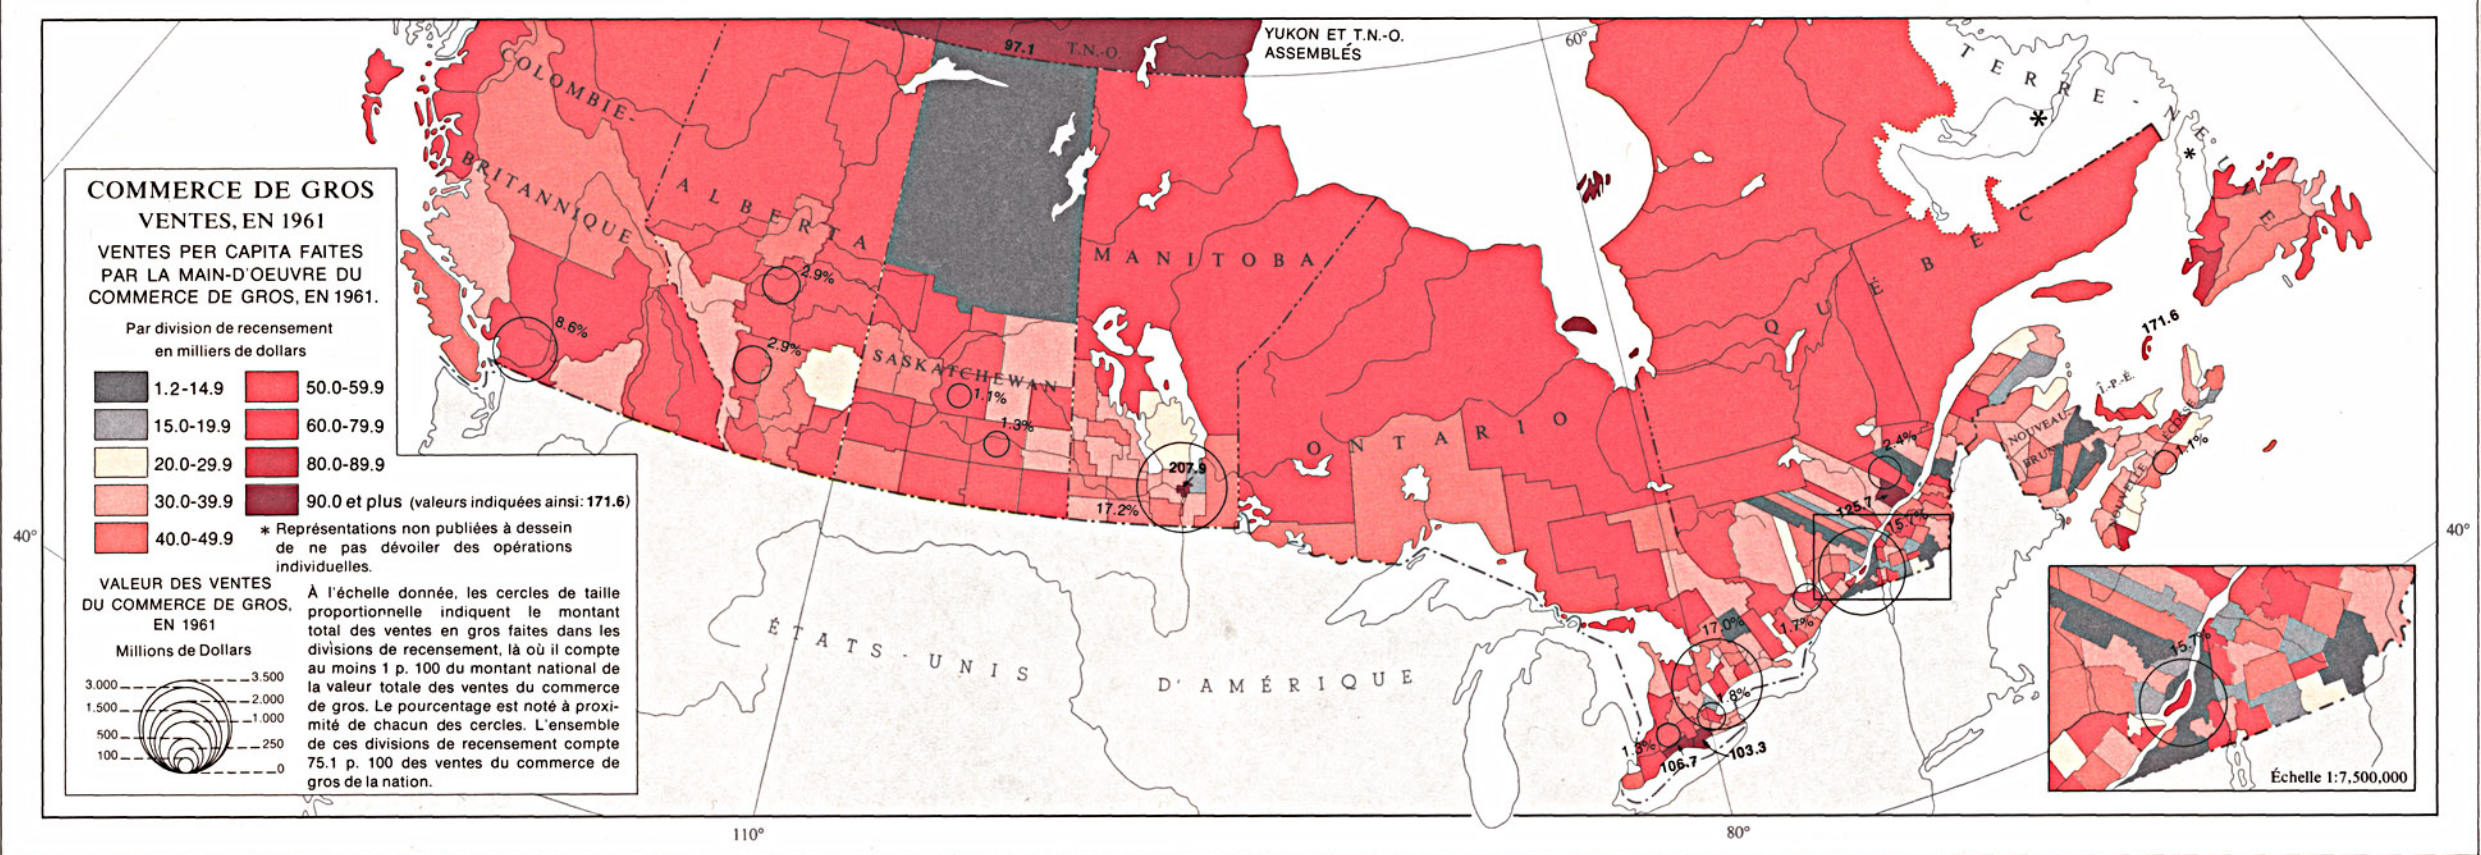 YUKON ET T.N.-O.
ASSEMBLÉS
97.1
T.N.-O.
60°
TERRE-NEUVE
*
*
COLOMBIE-
BRITANNIQUE
ALBERTA
SASKATCHEWAN
MANITOBA
ONTARIO
QUÉBEC
NOUVEAU-
BRUN
NOUVELLE
ÉCOSSE
Î.-P.-É.
171.6
8.6%
2.9%
2.9%
1.1%
1.3%
17.2%
207.9
2.4%
125.7
15.7%
1.7%
17.0%
1.8%
1.3%
106.7
103.3
1.1%
ÉTATS-UNIS
D'AMÉRIQUE
40°
40°
110°
80°
COMMERCE DE GROS
VENTES, EN 1961
VENTES PER CAPITA FAITES
PAR LA MAIN-D'OEUVRE DU
COMMERCE DE GROS, EN 1961.
Par division de recensement
en milliers de dollars
1.2-14.9
50.0-59.9
15.0-19.9
60.0-79.9
20.0-29.9
80.0-89.9
30.0-39.9
90.0 et plus (valeurs indiquées ainsi: 171.6)
40.0-49.9
* Représentations non publiées à dessein
de ne pas dévoiler des opérations
individuelles.
VALEUR DES VENTES
DU COMMERCE DE GROS,
EN 1961
Millions de Dollars
3.500
3.000
2.000
1.500
1.000
500
250
100
0
À l'échelle donnée, les cercles de taille
proportionnelle indiquent le montant
total des ventes en gros faites dans les
divisions de recensement, là où il compte
au moins 1 p. 100 du montant national de
la valeur totale des ventes du commerce
de gros. Le pourcentage est noté à proxi-
mité de chacun des cercles. L'ensemble
de ces divisions de recensement compte
75.1 p. 100 des ventes du commerce de
gros de la nation.
15.7%
Échelle 1:7,500,000